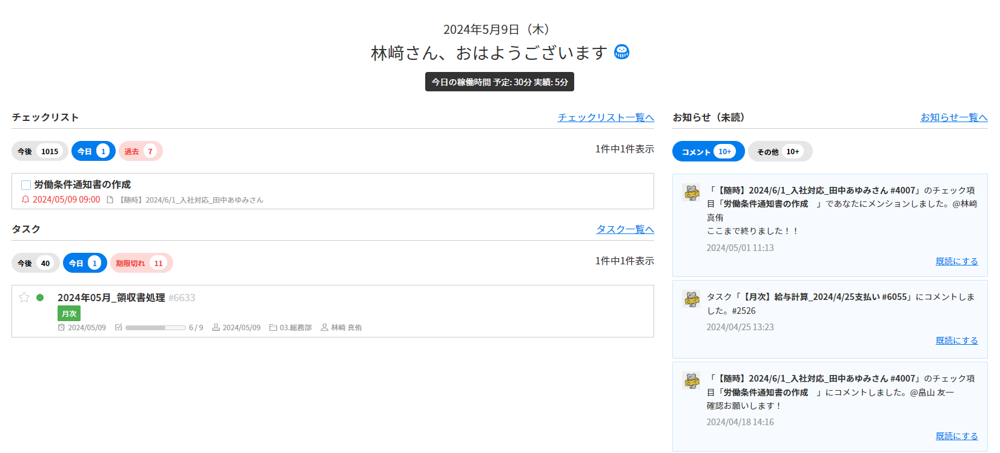 2024年5月9日（木）
林﨑さん、おはようございます
今日の稼働時間 予定: 30分 実績: 5分
チェックリスト
チェックリスト一覧へ
今後 1015
今日 1
過去 7
1件中1件表示
労働条件通知書の作成
2024/05/09 09:00 【随時】2024/6/1_入社対応_田中あゆみさん
タスク
タスク一覧へ
今後 40
今日 1
期限切れ 11
1件中1件表示
2024年05月_領収書処理 #6633
月次
2024/05/09 6 / 9 2024/05/09 03.総務部 林﨑 真侑
お知らせ（未読）
お知らせ一覧へ
コメント 10+
その他 10+
「【随時】2024/6/1_入社対応_田中あゆみさん #4007」のチェック項
目「労働条件通知書の作成　」であなたにメンションしました。@林﨑
真侑
ここまで終りました！！
2024/05/01 11:13
既読にする
タスク「【月次】給与計算_2024/4/25支払い #6055」にコメントしま
した。#2526
2024/04/25 13:23
既読にする
「【随時】2024/6/1_入社対応_田中あゆみさん #4007」のチェック項
目「労働条件通知書の作成　」にコメントしました。@畠山 友一
確認お願いします！
2024/04/18 14:16
既読にする